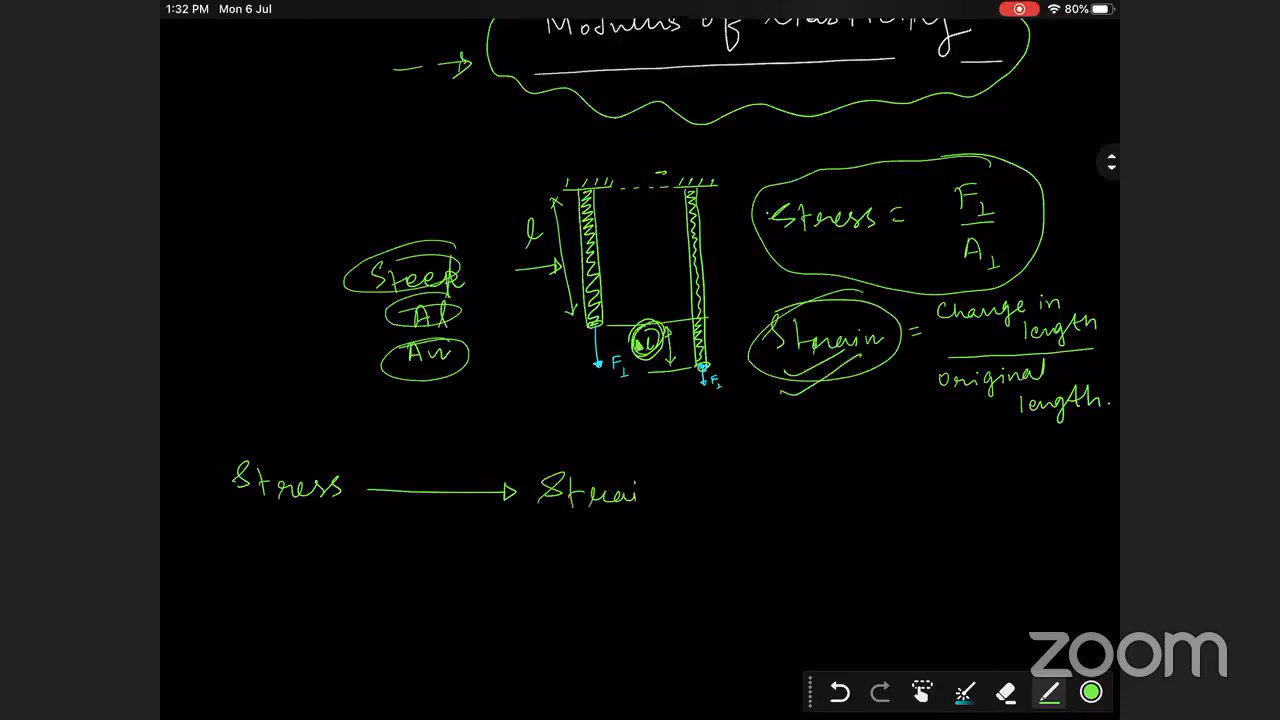 1:32 PM Mon 6 Jul
80%
Modulus of Elasticity
Stress = F⊥
A⊥
l
Steel
Al
Au
ΔL
F⊥
F⊥
Strain = Change in
length
original
length.
Stress → Strai
zoom